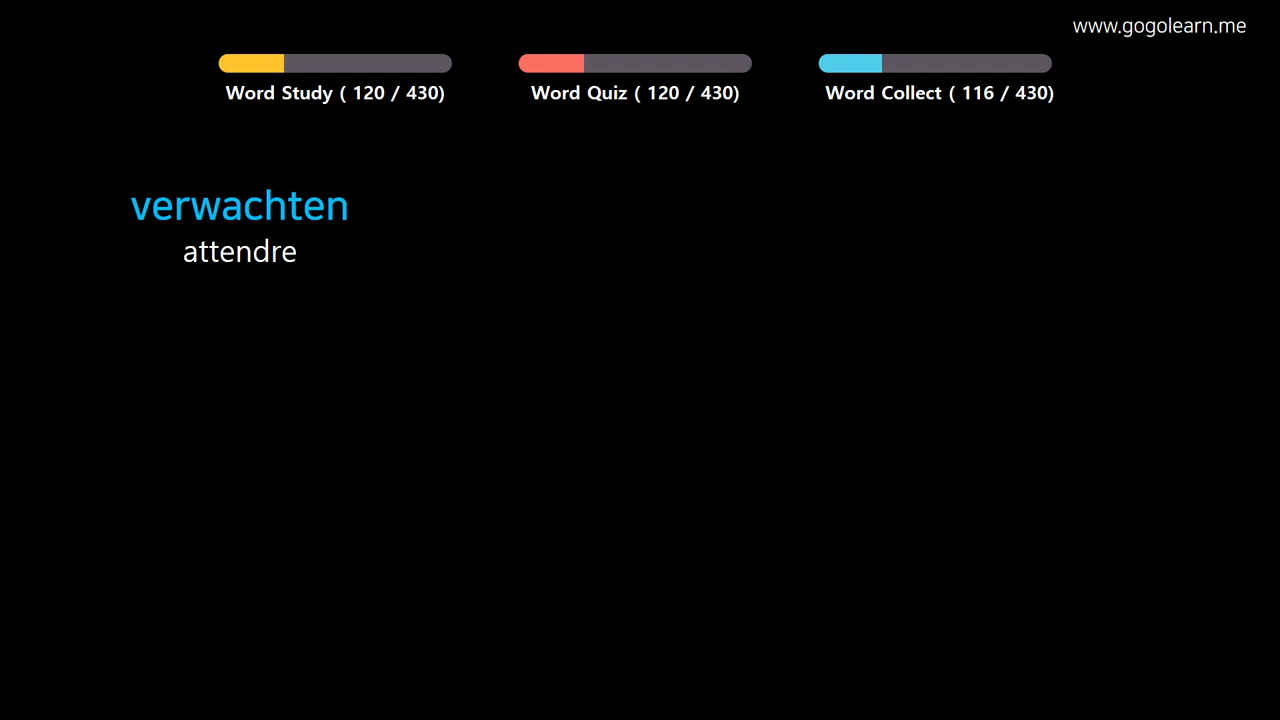 www.gogolearn.me
Word Study ( 120 / 430)
Word Quiz ( 120 / 430)
Word Collect ( 116 / 430)
verwachten
attendre